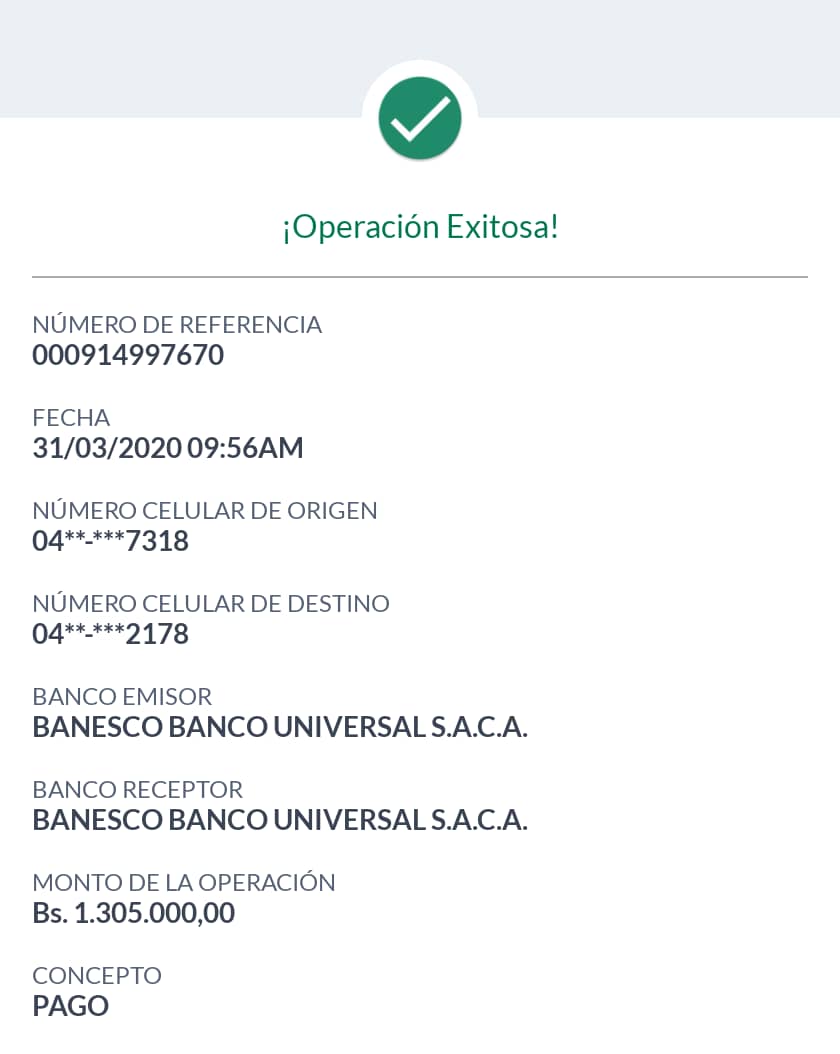 ¡Operación Exitosa!
NÚMERO DE REFERENCIA
000914997670
FECHA
31/03/2020 09:56AM
NÚMERO CELULAR DE ORIGEN
04**-***7318
NÚMERO CELULAR DE DESTINO
04**-***2178
BANCO EMISOR
BANESCO BANCO UNIVERSAL S.A.C.A.
BANCO RECEPTOR
BANESCO BANCO UNIVERSAL S.A.C.A.
MONTO DE LA OPERACIÓN
Bs. 1.305.000,00
CONCEPTO
PAGO